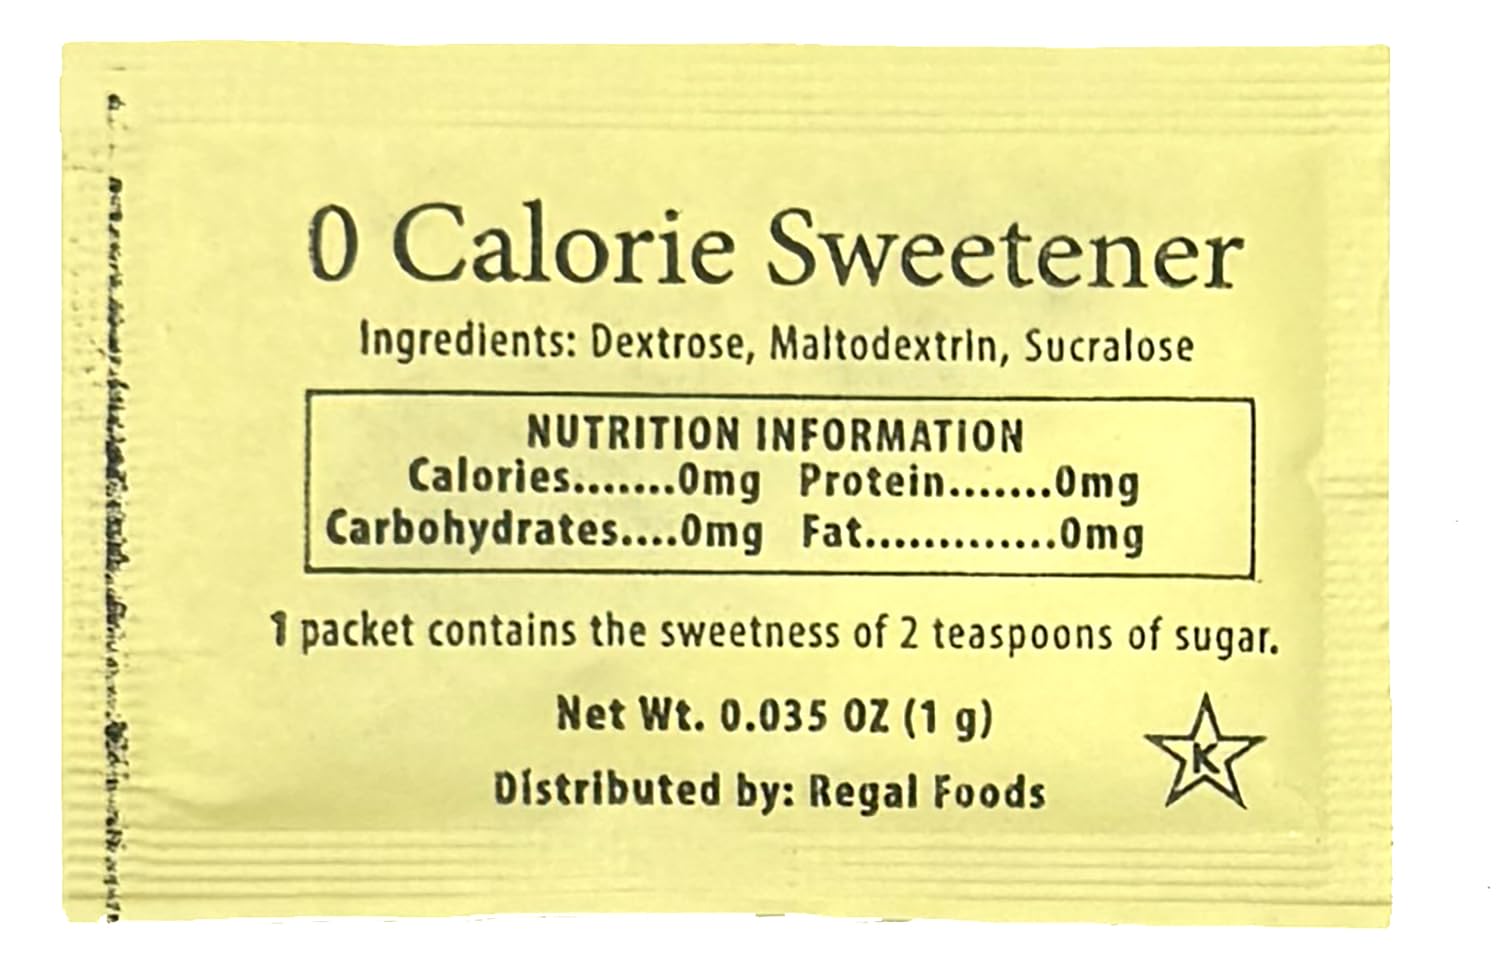 0 Calorie Sweetener
Ingredients: Dextrose, Maltodextrin, Sucralose
NUTRITION INFORMATION
Calories.......0mg Protein.......0mg
Carbohydrates....0mg Fat.............0mg
1 packet contains the sweetness of 2 teaspoons of sugar.
Net Wt. 0.035 OZ (1 g)
K
Distributed by: Regal Foods